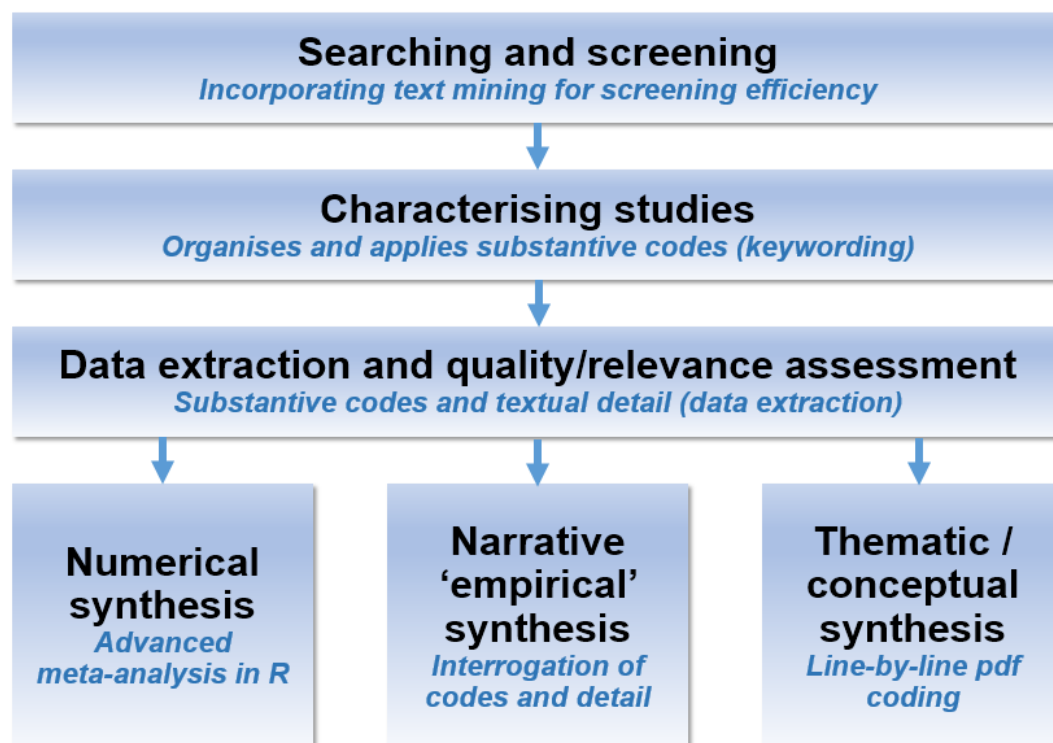 Searching and screening
Incorporating text mining for screening efficiency
Characterising studies
Organises and applies substantive codes (keywording)
Data extraction and quality/relevance assessment
Substantive codes and textual detail (data extraction)
Numerical
synthesis
Advanced
meta-analysis in R
Narrative
‘empirical’
synthesis
Interrogation of
codes and detail
Thematic /
conceptual
synthesis
Line-by-line pdf
coding